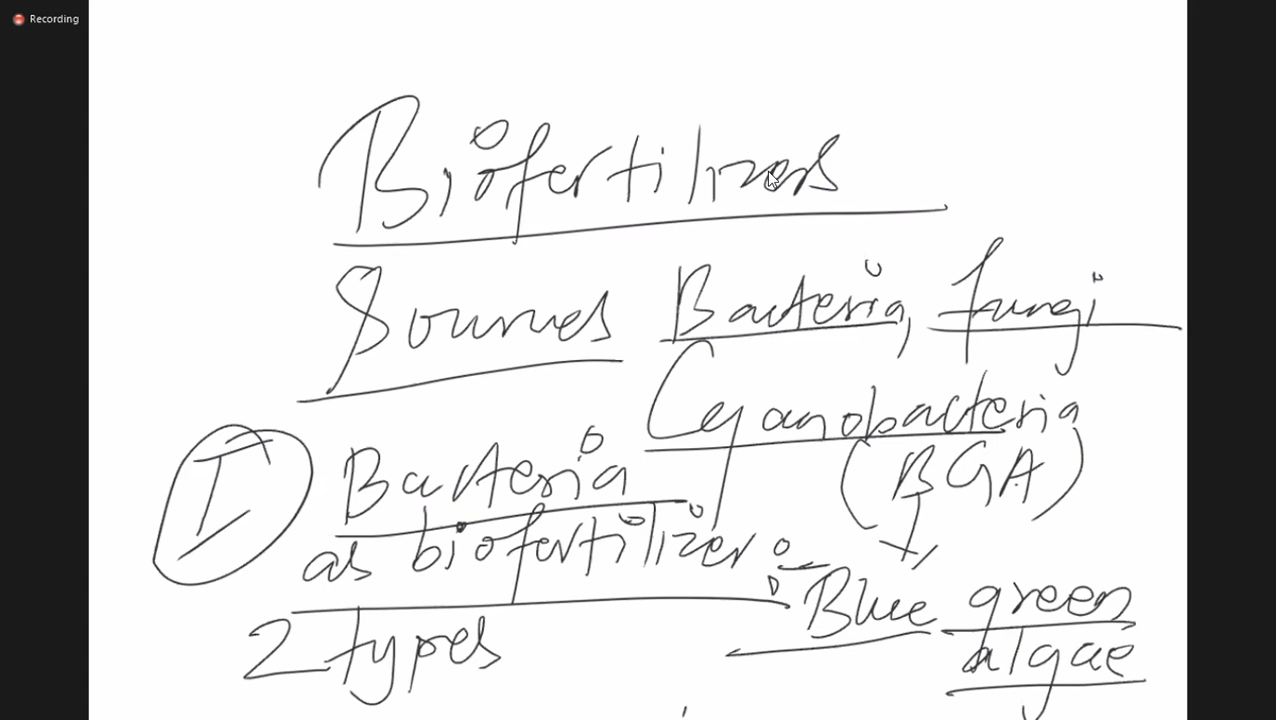 Recording
Biofertilizers
Sources Bacteria, fungi
Cyanobacteria
(BGA)
I Bacteria
as biofertilizer :-
Blue green
algae
2 types